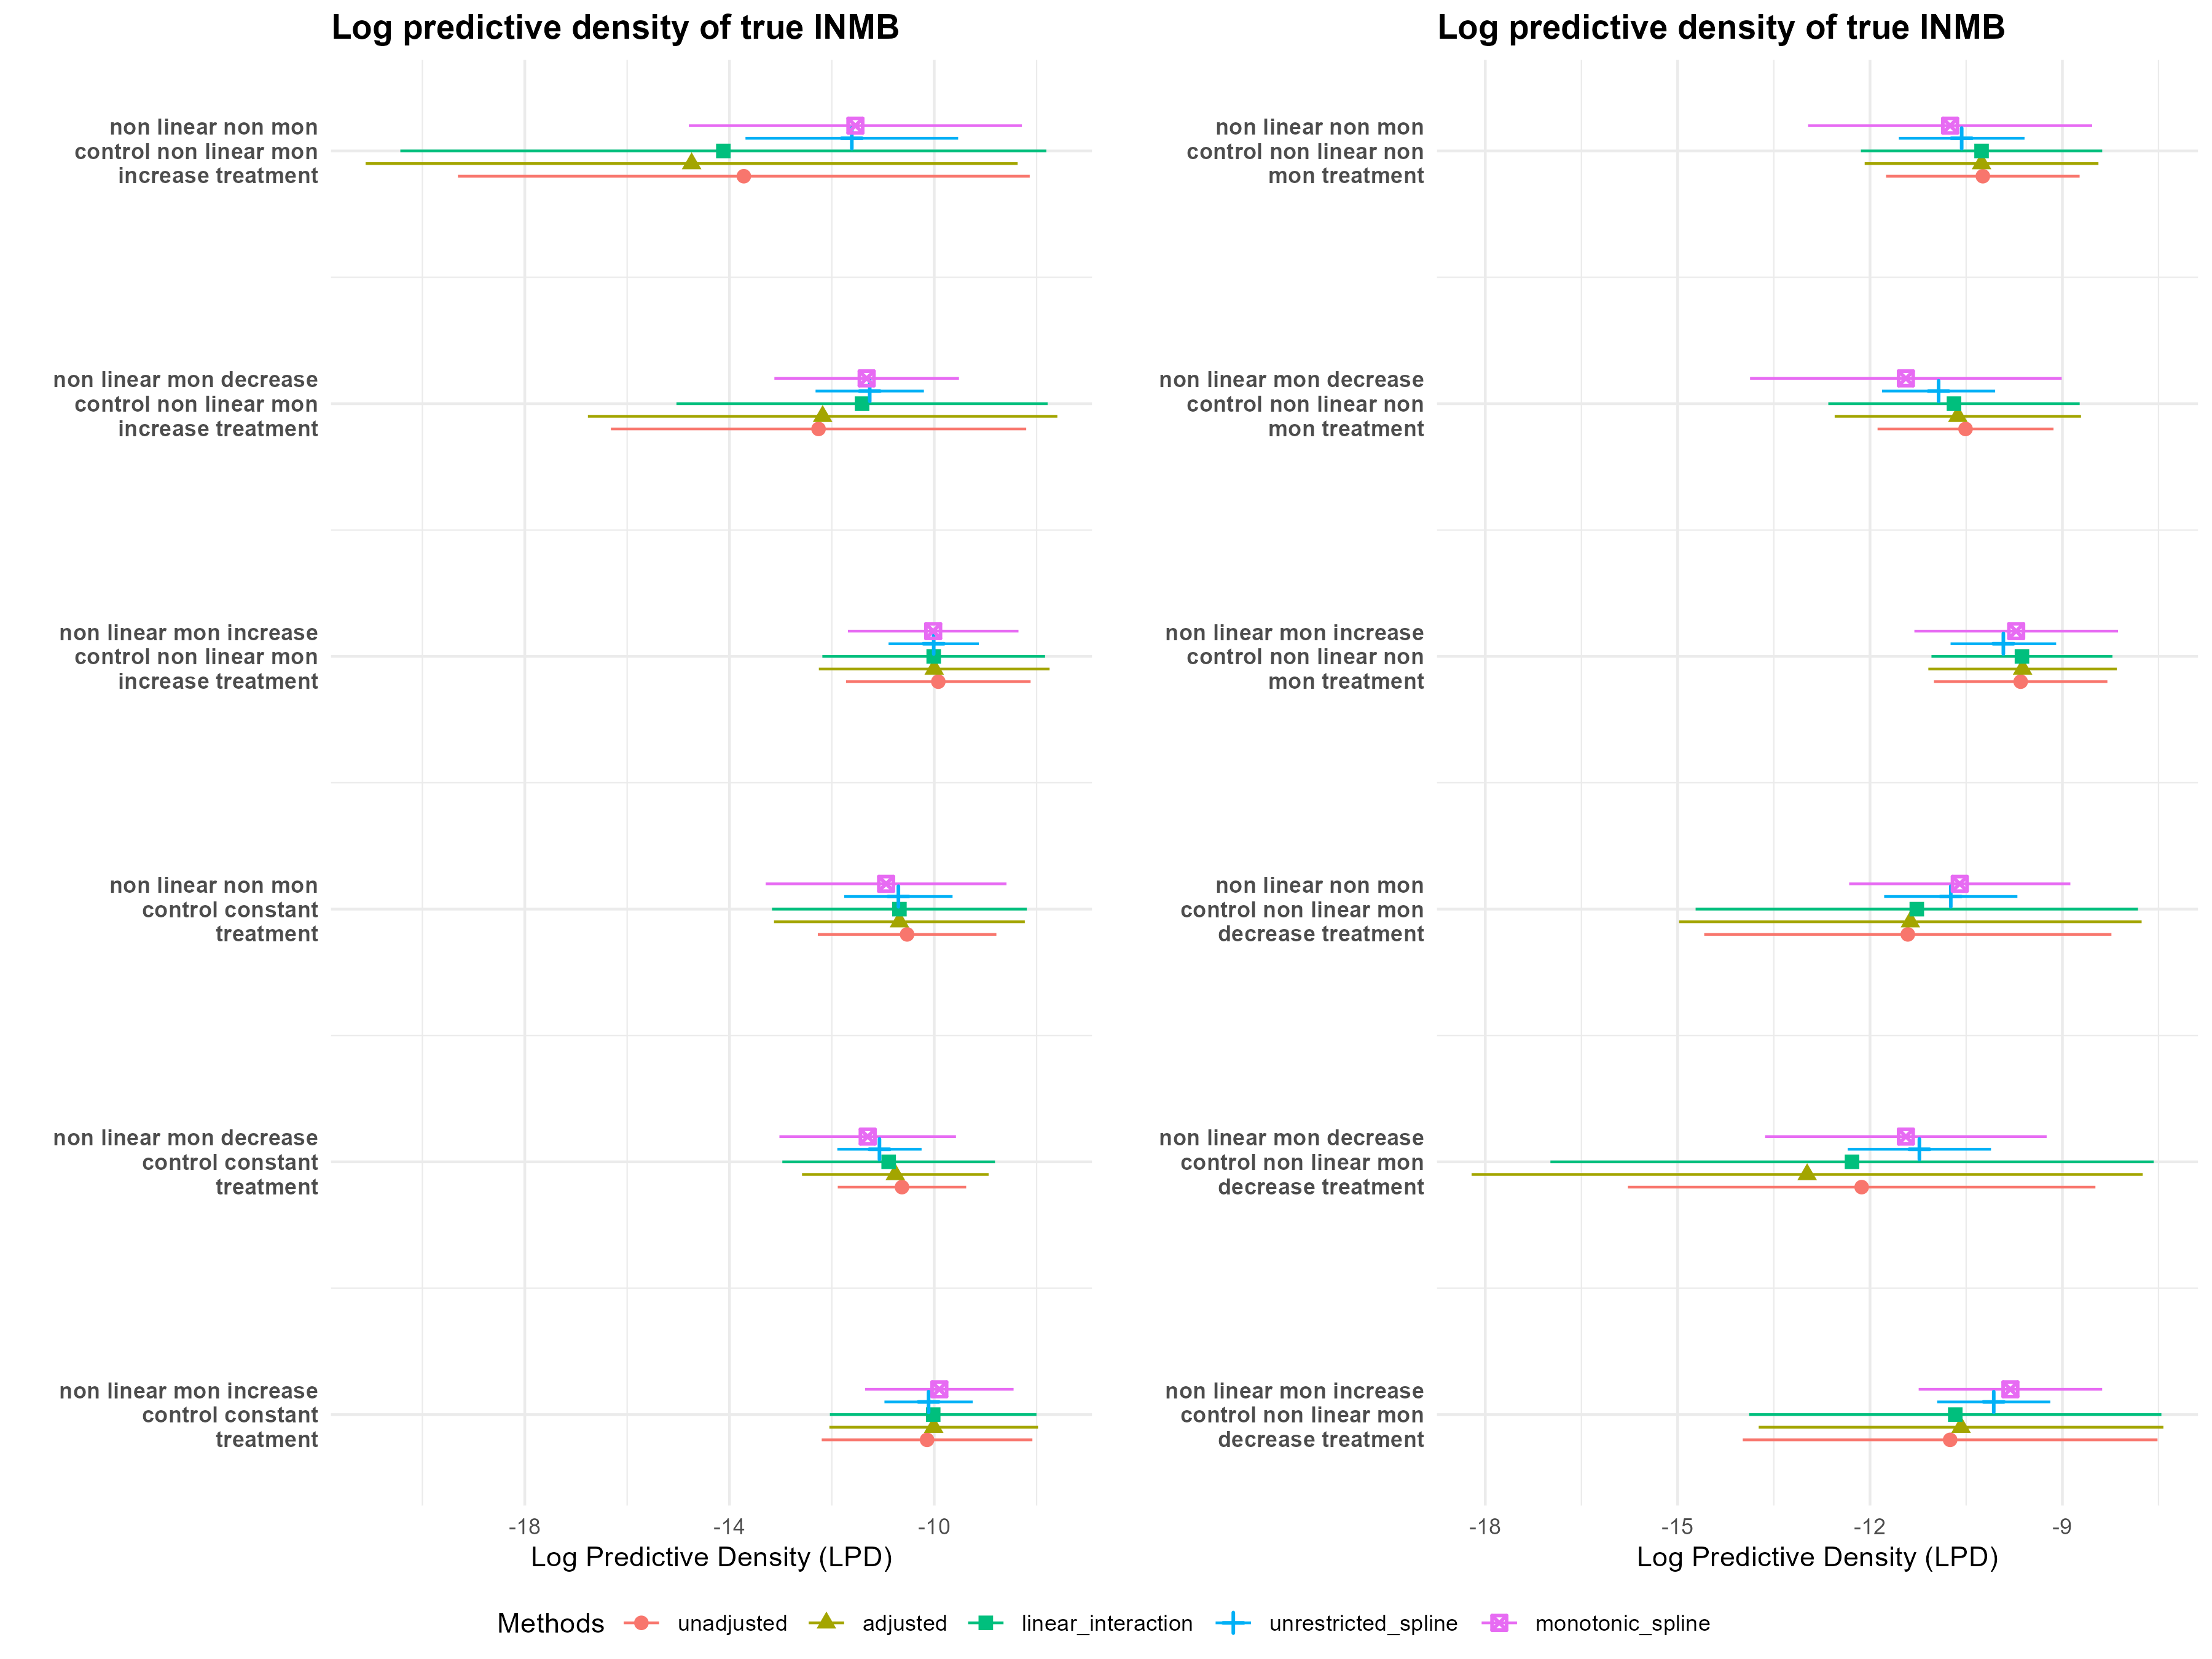 Log predictive density of true INMB
non linear non mon
control non linear mon
increase treatment
non linear mon decrease
control non linear mon
increase treatment
non linear mon increase
control non linear mon
increase treatment
non linear non mon
control constant
treatment
non linear mon decrease
control constant
treatment
non linear mon increase
control constant
treatment
-18 -14 -10
Log Predictive Density (LPD)
Log predictive density of true INMB
non linear non mon
control non linear non
mon treatment
non linear mon decrease
control non linear non
mon treatment
non linear mon increase
control non linear non
mon treatment
non linear non mon
control non linear mon
decrease treatment
non linear mon decrease
control non linear mon
decrease treatment
non linear mon increase
control non linear mon
decrease treatment
-18 -15 -12 -9
Log Predictive Density (LPD)
Methods unadjusted adjusted linear_interaction unrestricted_spline monotonic_spline